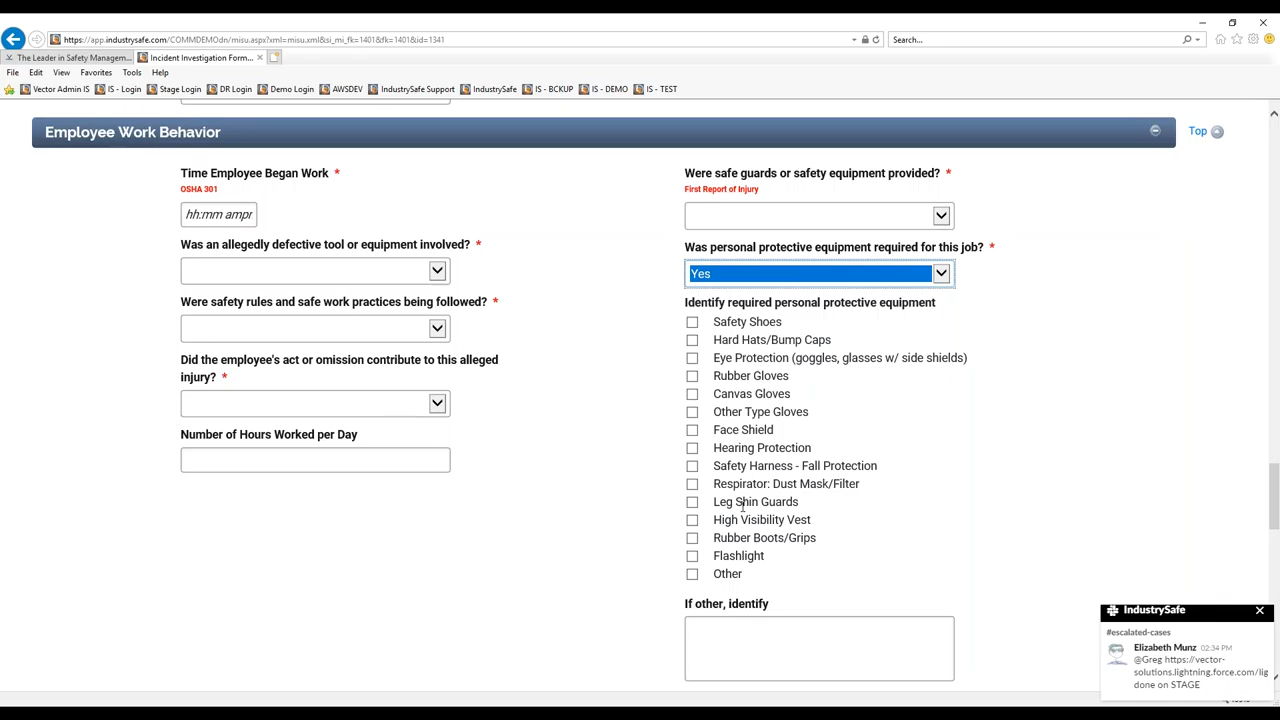 https://app.industrysafe.com/COMMDEMOdn/misu.aspx?xml=misu.xml&si_mi_fk=1401&fk=1401&id=1341
Search...
The Leader in Safety Managem...
Incident Investigation Form...
File Edit View Favorites Tools Help
Vector Admin IS
IS - Login
Stage Login
DR Login
Demo Login
AWSDEV
IndustrySafe Support
IndustrySafe
IS - BCKUP
IS - DEMO
IS - TEST
Employee Work Behavior
Top
Time Employee Began Work *
OSHA 301
hh:mm ampr
Was an allegedly defective tool or equipment involved? *
Were safety rules and safe work practices being followed? *
Did the employee's act or omission contribute to this alleged
injury? *
Number of Hours Worked per Day
Were safe guards or safety equipment provided? *
First Report of Injury
Was personal protective equipment required for this job? *
Yes
Identify required personal protective equipment
Safety Shoes
Hard Hats/Bump Caps
Eye Protection (goggles, glasses w/ side shields)
Rubber Gloves
Canvas Gloves
Other Type Gloves
Face Shield
Hearing Protection
Safety Harness - Fall Protection
Respirator: Dust Mask/Filter
Leg Shin Guards
High Visibility Vest
Rubber Boots/Grips
Flashlight
Other
If other, identify
IndustrySafe
#escalated-cases
Elizabeth Munz 02:34 PM
@Greg https://vector-
solutions.lightning.force.com/lig
done on STAGE